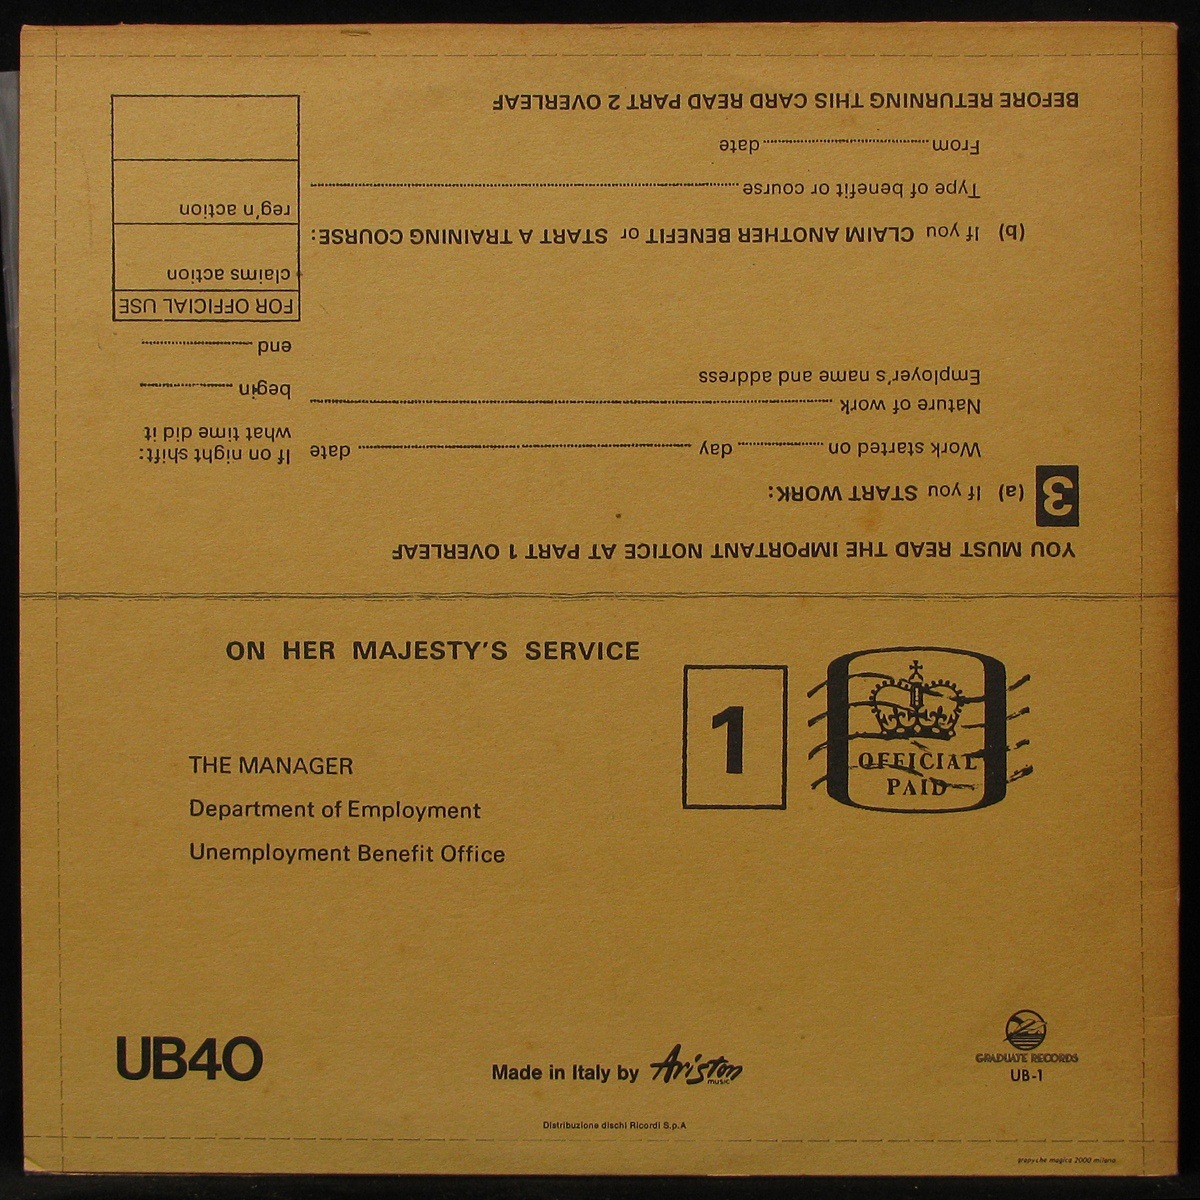 YOU MUST READ THE IMPORTANT NOTICE AT PART 1 OVERLEAF
3 (a) If you START WORK:
Work started on ........ day ........ date
Nature of work ........
Employer's name and address
If on night shift:
what time did it
begin ........
end ........
(b) If you CLAIM ANOTHER BENEFIT or START A TRAINING COURSE:
Type of benefit or course ........
From ........ date
BEFORE RETURNING THIS CARD READ PART 2 OVERLEAF
FOR OFFICIAL USE
claims action
reg'n action
ON HER MAJESTY'S SERVICE
1
OFFICIAL
PAID
THE MANAGER
Department of Employment
Unemployment Benefit Office
UB40
Made in Italy by Ariston
music
GRADUATE RECORDS
UB-1
Distribuzione dischi Ricordi S.p.A
magica 2000 milano